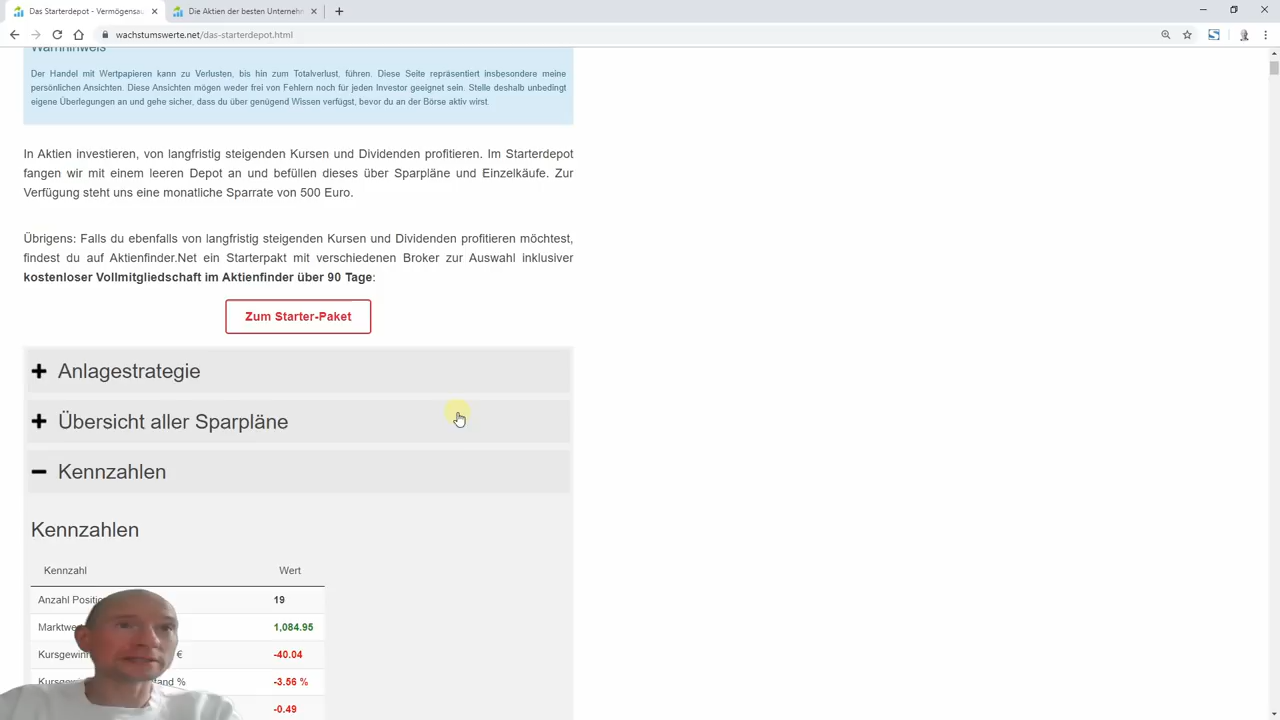 Das Starterdepot - Vermögensau
Die Aktien der besten Unternehm
wachstumswerte.net/das-starterdepot.html
Warnhinweis
Der Handel mit Wertpapieren kann zu Verlusten, bis hin zum Totalverlust, führen. Diese Seite repräsentiert insbesondere meine
persönlichen Ansichten. Diese Ansichten mögen weder frei von Fehlern noch für jeden Investor geeignet sein. Stelle deshalb unbedingt
eigene Überlegungen an und gehe sicher, dass du über genügend Wissen verfügst, bevor du an der Börse aktiv wirst.
In Aktien investieren, von langfristig steigenden Kursen und Dividenden profitieren. Im Starterdepot
fangen wir mit einem leeren Depot an und befüllen dieses über Sparpläne und Einzelkäufe. Zur
Verfügung steht uns eine monatliche Sparrate von 500 Euro.
Übrigens: Falls du ebenfalls von langfristig steigenden Kursen und Dividenden profitieren möchtest,
findest du auf Aktienfinder.Net ein Starterpakt mit verschiedenen Broker zur Auswahl inklusiver
kostenloser Vollmitgliedschaft im Aktienfinder über 90 Tage:
Zum Starter-Paket
Anlagestrategie
Übersicht aller Sparpläne
Kennzahlen
Kennzahlen
Kennzahl Wert
Anzahl 19
1,084.95
€ -40.04
% -3.56 %
-0.49